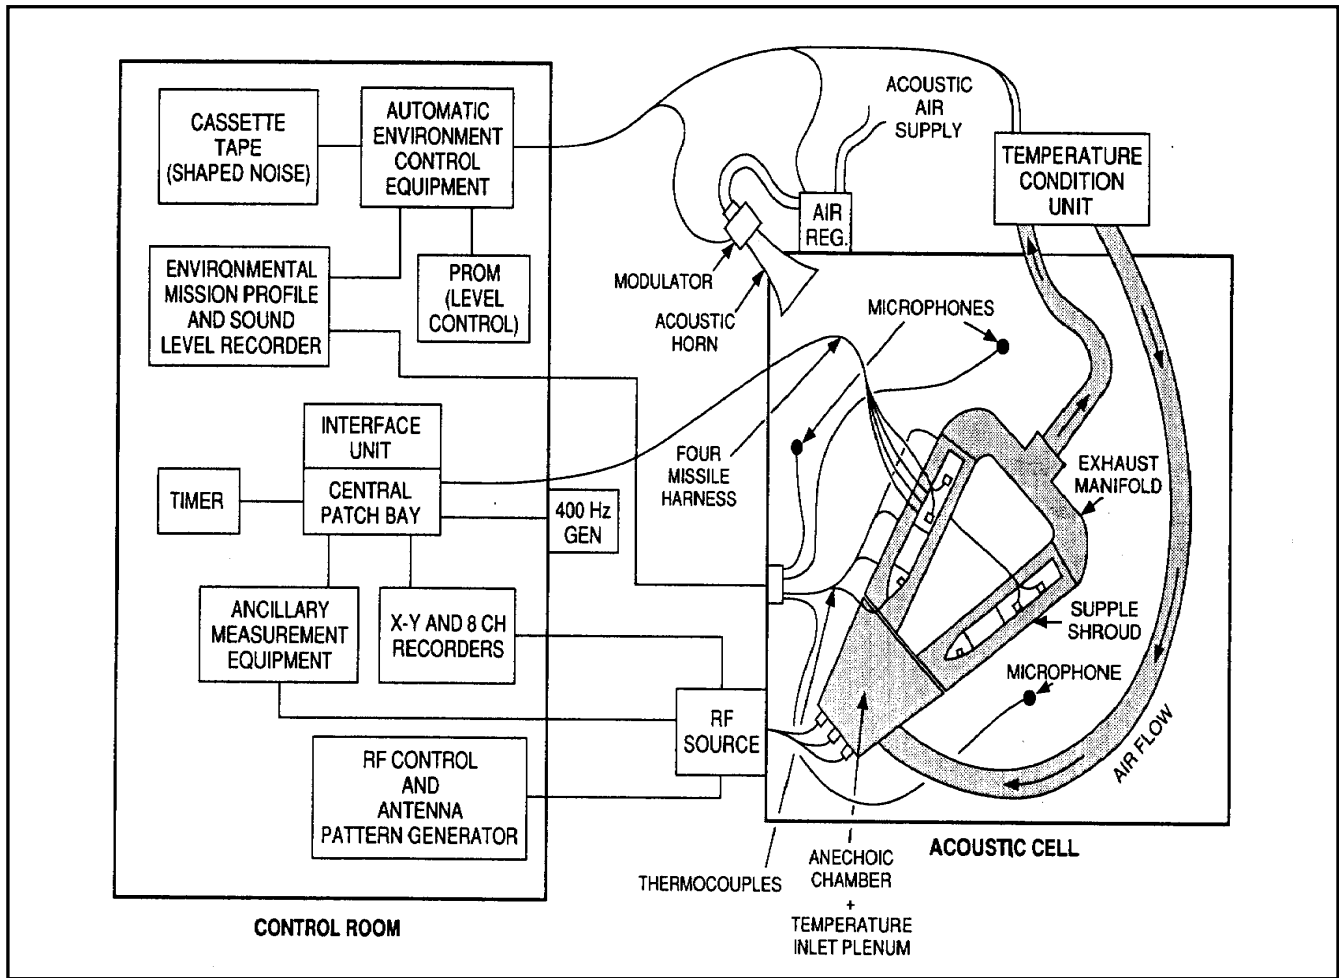 CASSETTE
TAPE
(SHAPED NOISE)
AUTOMATIC
ENVIRONMENT
CONTROL
EQUIPMENT
ENVIRONMENTAL
MISSION PROFILE
AND SOUND
LEVEL RECORDER
PROM
(LEVEL
CONTROL)
INTERFACE
UNIT
TIMER
CENTRAL
PATCH BAY
400 Hz
GEN
ANCILLARY
MEASUREMENT
EQUIPMENT
X-Y AND 8 CH
RECORDERS
RF
SOURCE
RF CONTROL
AND
ANTENNA
PATTERN GENERATOR
CONTROL ROOM
ACOUSTIC
AIR
SUPPLY
TEMPERATURE
CONDITION
UNIT
AIR
REG.
MODULATOR
ACOUSTIC
HORN
MICROPHONES
FOUR
MISSILE
HARNESS
EXHAUST
MANIFOLD
SUPPLE
SHROUD
MICROPHONE
AIR FLOW
THERMOCOUPLES
ANECHOIC
CHAMBER
+
TEMPERATURE
INLET PLENUM
ACOUSTIC CELL